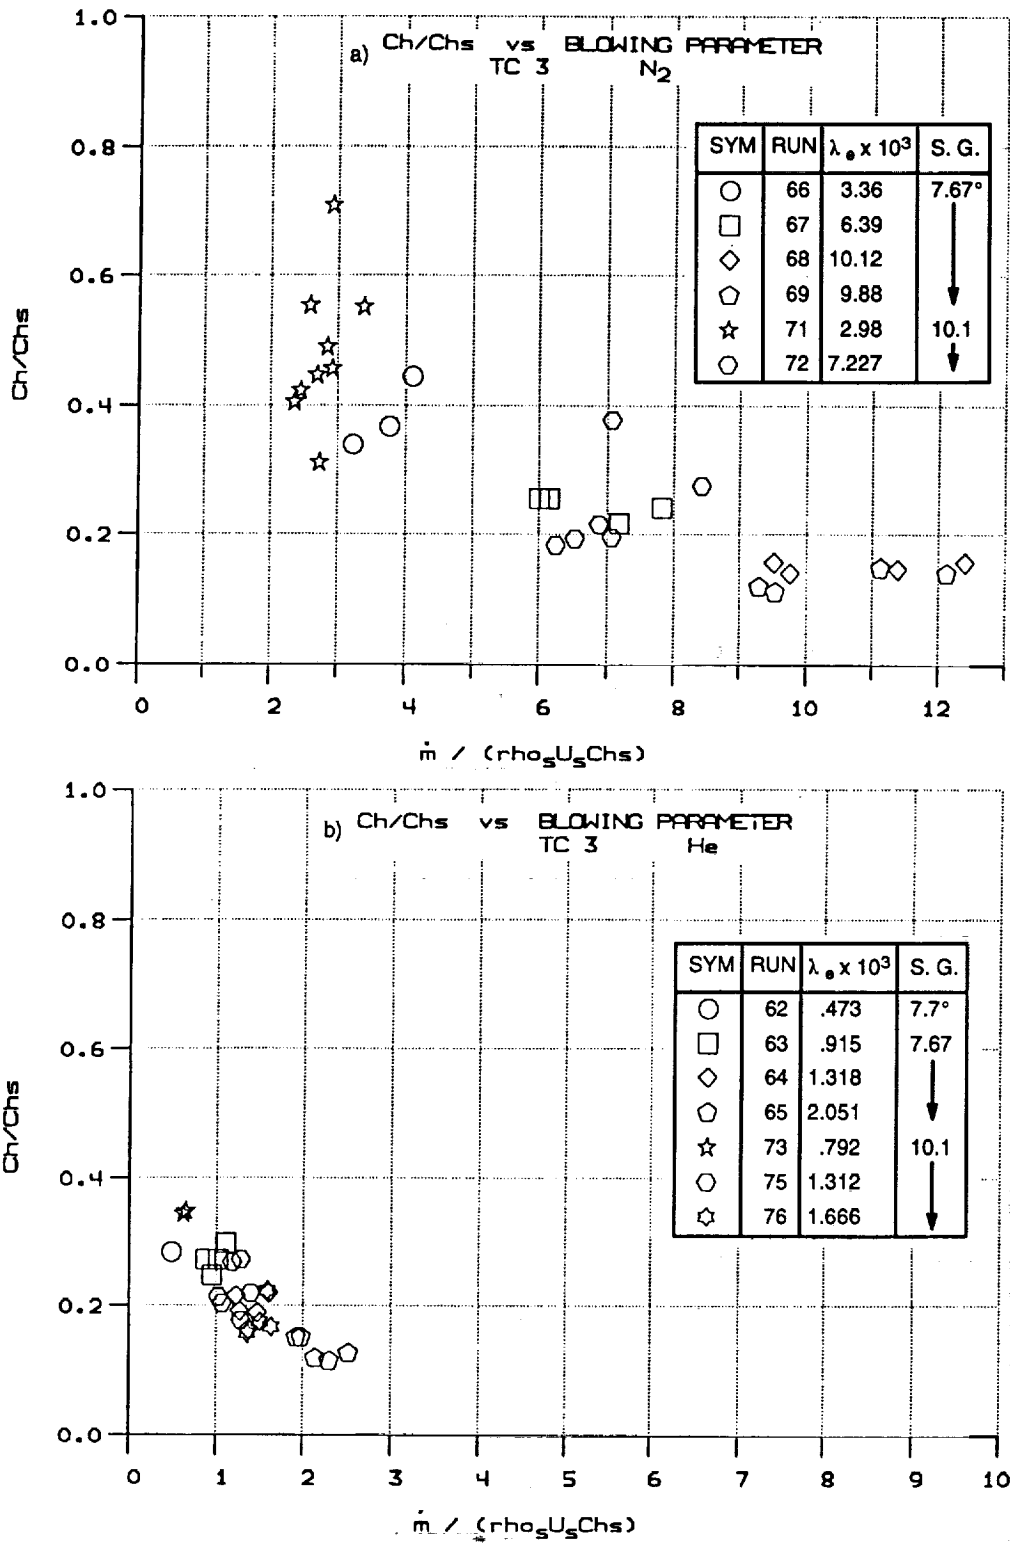 a) Ch/Chs vs BLOWING PARAMETER
TC 3 N2
1.0
0.8
0.6
0.4
0.2
0.0
Ch/Chs
SYM RUN λe x 10³ S. G.
66 3.36 7.67°
67 6.39
68 10.12
69 9.88
71 2.98 10.1
72 7.227
0 2 4 6 8 10 12
ṁ / (rhosUsChs)
b) Ch/Chs vs BLOWING PARAMETER
TC 3 He
1.0
0.8
0.6
0.4
0.2
0.0
Ch/Chs
SYM RUN λe x 10³ S. G.
62 .473 7.7°
63 .915 7.67
64 1.318
65 2.051
73 .792 10.1
75 1.312
76 1.666
0 1 2 3 4 5 6 7 8 9 10
ṁ / (rhosUsChs)